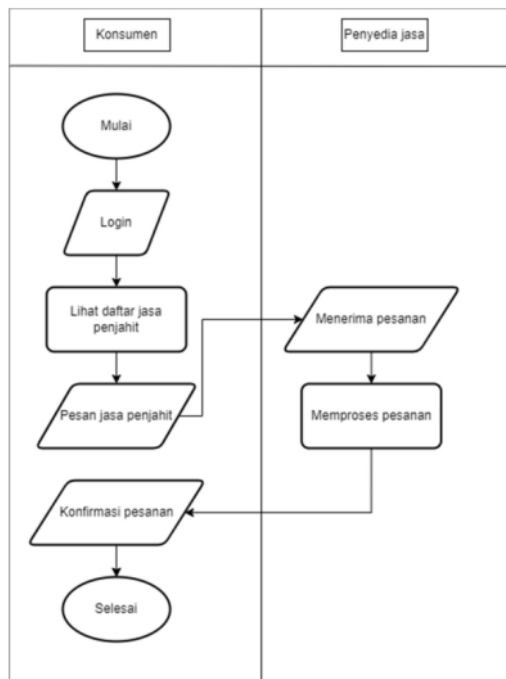 Konsumen
Penyedia jasa
Mulai
Login
Lihat daftar jasa
penjahit
Pesan jasa penjahit
Menerima pesanan
Memproses pesanan
Konfirmasi pesanan
Selesai